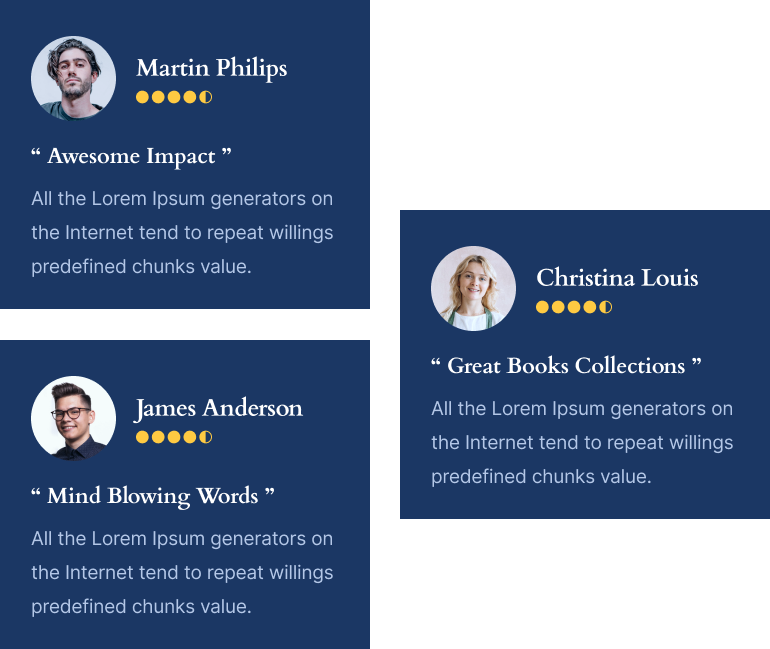 Martin Philips
“ Awesome Impact ”
All the Lorem Ipsum generators on
the Internet tend to repeat willings
predefined chunks value.
James Anderson
“ Mind Blowing Words ”
All the Lorem Ipsum generators on
the Internet tend to repeat willings
predefined chunks value.
Christina Louis
“ Great Books Collections ”
All the Lorem Ipsum generators on
the Internet tend to repeat willings
predefined chunks value.